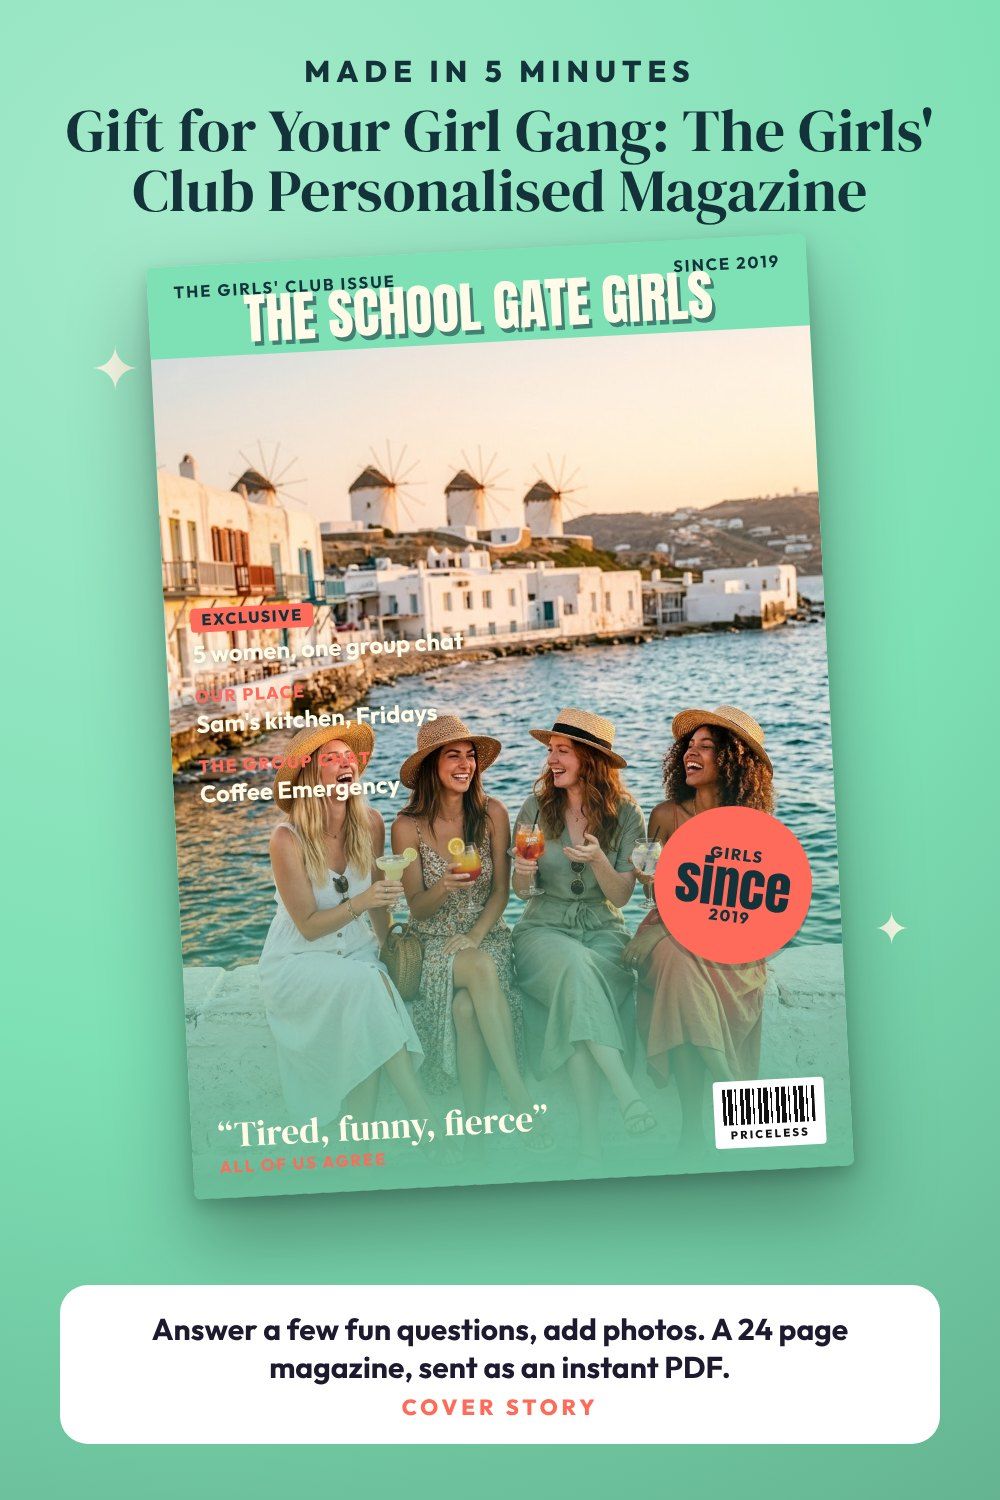 MADE IN 5 MINUTES
Gift for Your Girl Gang: The Girls'
Club Personalised Magazine
THE GIRLS' CLUB ISSUE
SINCE 2019
THE SCHOOL GATE GIRLS
EXCLUSIVE
5 women, one group chat
OUR PLACE
Sam's kitchen, Fridays
THE GROUP CHAT
Coffee Emergency
GIRLS
since
2019
"Tired, funny, fierce"
ALL OF US AGREE
PRICELESS
Answer a few fun questions, add photos. A 24 page
magazine, sent as an instant PDF.
COVER STORY